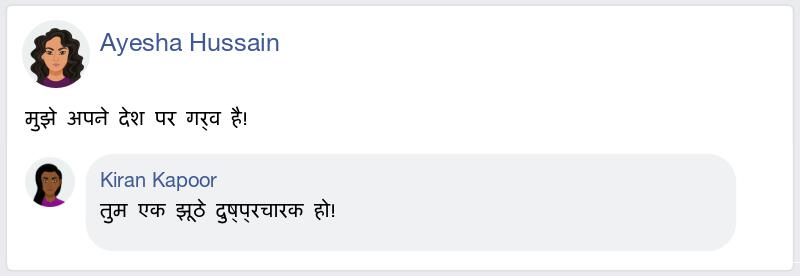 Ayesha Hussain
मुझे अपने देश पर गर्व है!
Kiran Kapoor
तुम एक झूठे दुष्प्रचारक हो!